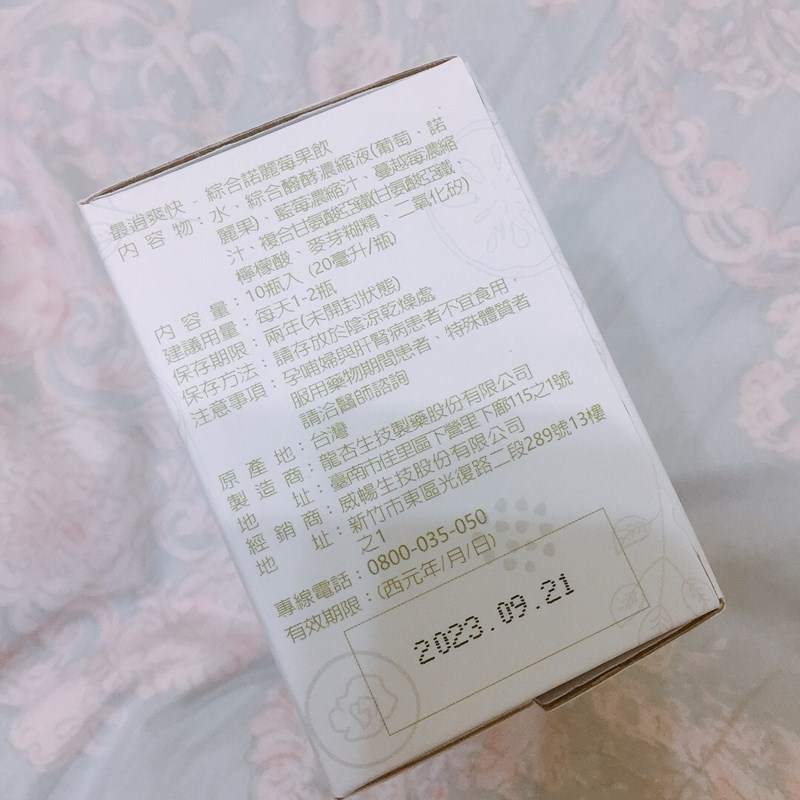 最逍爽快 - 綜合諾麗莓果飲
內 容 物：水、綜合醱酵濃縮液(葡萄、諾
麗果)、藍莓濃縮汁、蔓越莓濃縮
汁、複合甘氨酸亞鐵(甘氨酸亞鐵、
檸檬酸、麥芽糊精、二氧化矽)
內 容 量：10瓶入 (20毫升/瓶)
建議用量：每天1-2瓶
保存期限：兩年(未開封狀態)
保存方法：請存放於陰涼乾燥處
注意事項：孕哺婦與肝腎病患者不宜食用，
服用藥物期間患者、特殊體質者
請洽醫師諮詢
原 產 地：台灣
製 造 商：龍杏生技製藥股份有限公司
地 址：臺南市佳里區下營里下廍115之1號
經 銷 商：威暢生技股份有限公司
地 址：新竹市東區光復路二段289號13樓
之1
專線電話：0800-035-050
有效期限：(西元年/月/日)
2023.09.21